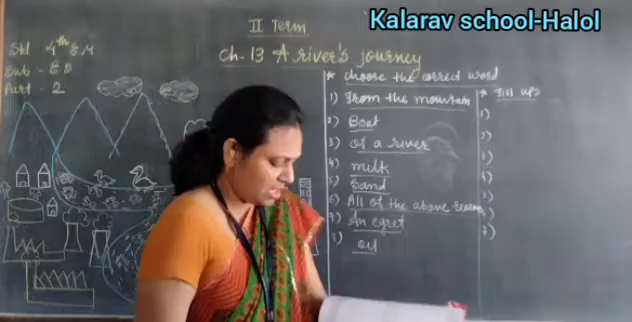 Kalarav school-Halol
II Term
Std 4th E.M
Sub -
Part - 2
Ch. 13 A river's journey
* choose the correct word
1) From the mountain
2) Boat
3) Of a river
4) milk
5) Sand
6) All of the above
7) An egret
8) oil
* Fill ups
1)
2)
3)
4)
5)
6)
7)